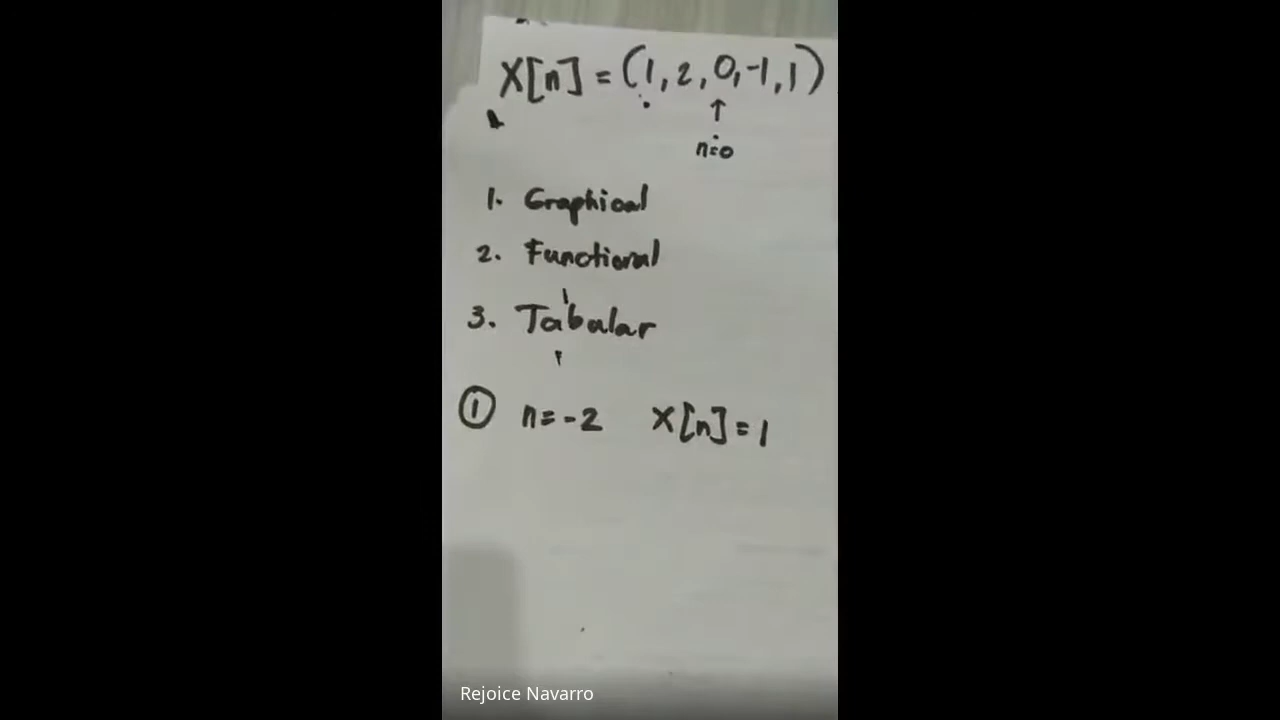 X[n] = (1, 2, 0, -1, 1)
↑
n=0
1. Graphical
2. Functional
3. Tabular
① n = -2 X[n] = 1
Rejoice Navarro